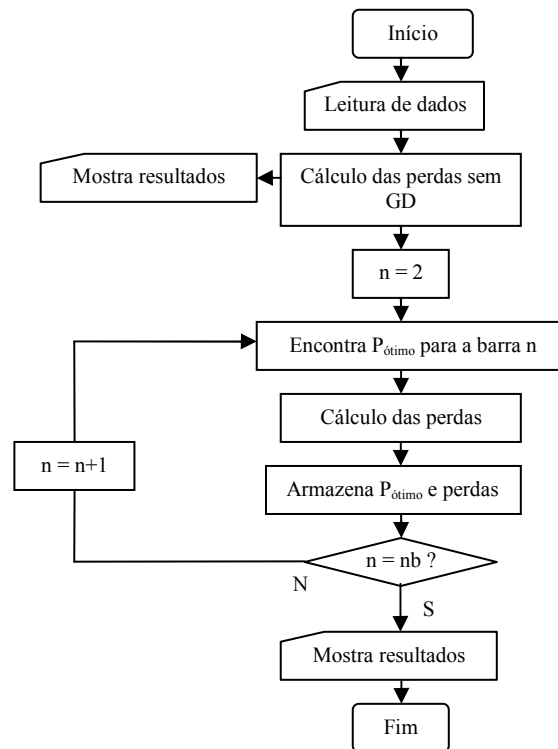 Início
Leitura de dados
Mostra resultados
Cálculo das perdas sem
GD
n = 2
Encontra Pótimo para a barra n
Cálculo das perdas
n = n+1
Armazena Pótimo e perdas
n = nb ?
N
S
Mostra resultados
Fim